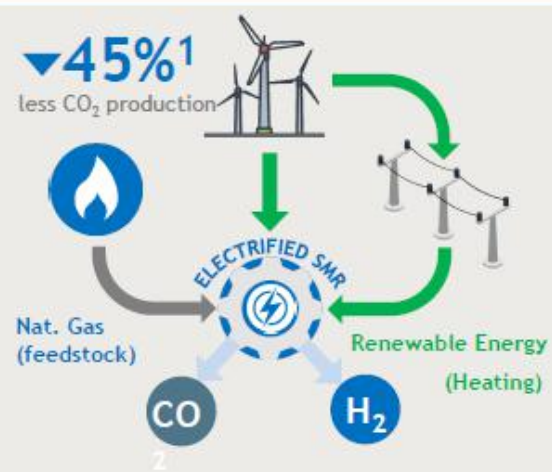 ▼45%¹
less CO₂ production
ELECTRIFIED SMR
Nat. Gas
(feedstock)
Renewable Energy
(Heating)
CO
2
H₂